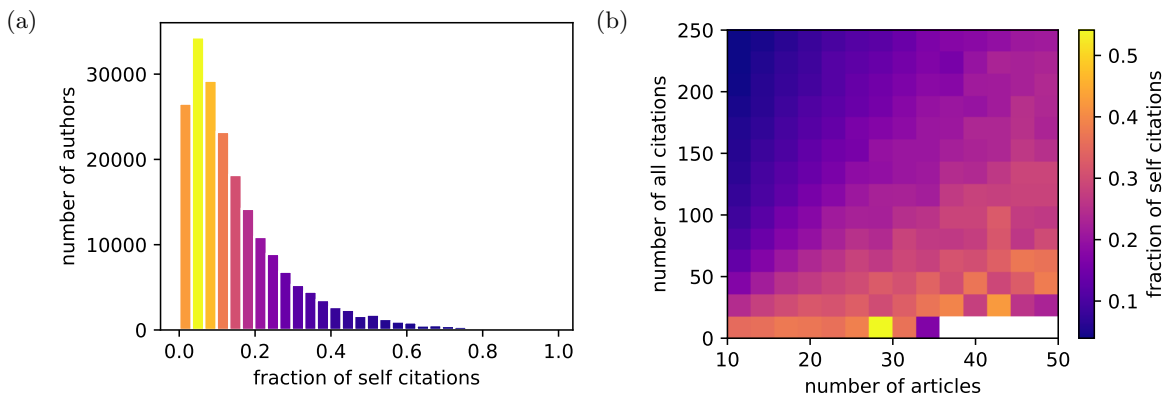 (a)
number of authors
30000
20000
10000
0
0.0 0.2 0.4 0.6 0.8 1.0
fraction of self citations
(b)
number of all citations
250
200
150
100
50
0
10 20 30 40 50
number of articles
0.5
0.4
0.3
0.2
0.1
fraction of self citations